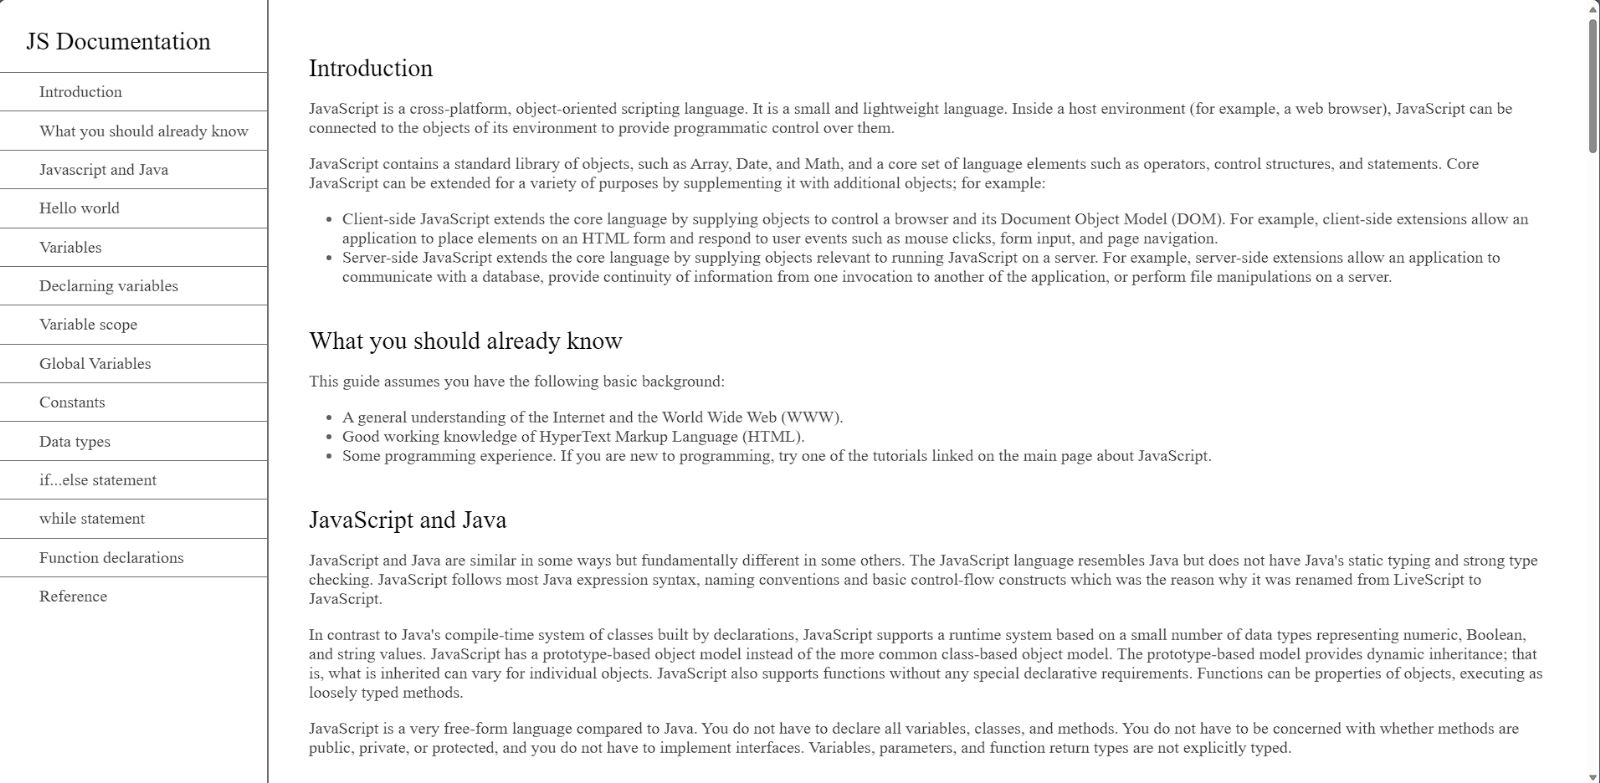 JS Documentation
Introduction
What you should already know
Javascript and Java
Hello world
Variables
Declarning variables
Variable scope
Global Variables
Constants
Data types
if...else statement
while statement
Function declarations
Reference
Introduction
JavaScript is a cross-platform, object-oriented scripting language. It is a small and lightweight language. Inside a host environment (for example, a web browser), JavaScript can be
connected to the objects of its environment to provide programmatic control over them.
JavaScript contains a standard library of objects, such as Array, Date, and Math, and a core set of language elements such as operators, control structures, and statements. Core
JavaScript can be extended for a variety of purposes by supplementing it with additional objects; for example:
• Client-side JavaScript extends the core language by supplying objects to control a browser and its Document Object Model (DOM). For example, client-side extensions allow an
application to place elements on an HTML form and respond to user events such as mouse clicks, form input, and page navigation.
• Server-side JavaScript extends the core language by supplying objects relevant to running JavaScript on a server. For example, server-side extensions allow an application to
communicate with a database, provide continuity of information from one invocation to another of the application, or perform file manipulations on a server.
What you should already know
This guide assumes you have the following basic background:
• A general understanding of the Internet and the World Wide Web (WWW).
• Good working knowledge of HyperText Markup Language (HTML).
• Some programming experience. If you are new to programming, try one of the tutorials linked on the main page about JavaScript.
JavaScript and Java
JavaScript and Java are similar in some ways but fundamentally different in some others. The JavaScript language resembles Java but does not have Java's static typing and strong type
checking. JavaScript follows most Java expression syntax, naming conventions and basic control-flow constructs which was the reason why it was renamed from LiveScript to
JavaScript.
In contrast to Java's compile-time system of classes built by declarations, JavaScript supports a runtime system based on a small number of data types representing numeric, Boolean,
and string values. JavaScript has a prototype-based object model instead of the more common class-based object model. The prototype-based model provides dynamic inheritance; that
is, what is inherited can vary for individual objects. JavaScript also supports functions without any special declarative requirements. Functions can be properties of objects, executing as
loosely typed methods.
JavaScript is a very free-form language compared to Java. You do not have to declare all variables, classes, and methods. You do not have to be concerned with whether methods are
public, private, or protected, and you do not have to implement interfaces. Variables, parameters, and function return types are not explicitly typed.